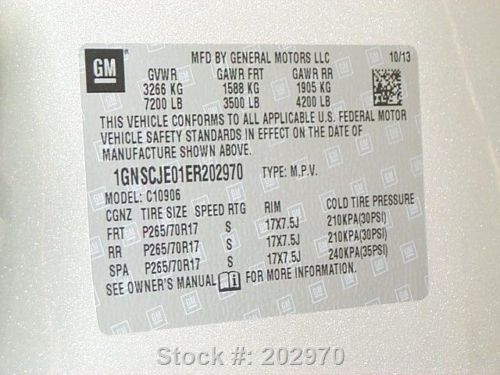 GM
MFD BY GENERAL MOTORS LLC 10/13
GVWR GAWR FRT GAWR RR
3266 KG 1588 KG 1905 KG
7200 LB 3500 LB 4200 LB
THIS VEHICLE CONFORMS TO ALL APPLICABLE U.S. FEDERAL MOTOR
VEHICLE SAFETY STANDARDS IN EFFECT ON THE DATE OF
MANUFACTURE SHOWN ABOVE.
1GNSCJE01ER202970 TYPE: M.P.V.
MODEL: C10906
CGNZ TIRE SIZE SPEED RTG RIM COLD TIRE PRESSURE
FRT P265/70R17 S 17X7.5J 210KPA(30PSI)
RR P265/70R17 S 17X7.5J 210KPA(30PSI)
SPA P265/70R17 S 17X7.5J 240KPA(35PSI)
SEE OWNER'S MANUAL FOR MORE INFORMATION.
Stock #: 202970